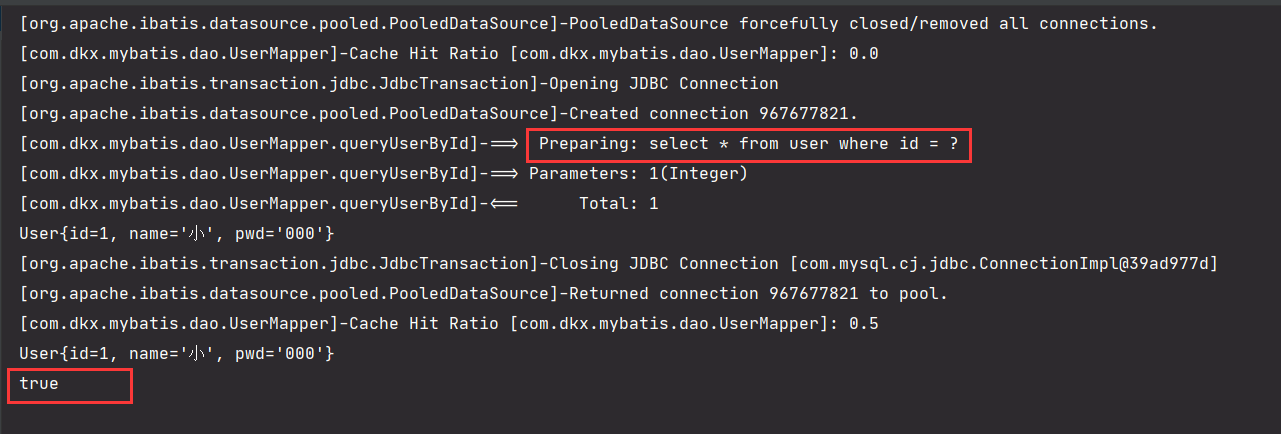 [org.apache.ibatis.datasource.pooled.PooledDataSource]-PooledDataSource forcefully closed/removed all connections.
[com.dkx.mybatis.dao.UserMapper]-Cache Hit Ratio [com.dkx.mybatis.dao.UserMapper]: 0.0
[org.apache.ibatis.transaction.jdbc.JdbcTransaction]-Opening JDBC Connection
[org.apache.ibatis.datasource.pooled.PooledDataSource]-Created connection 967677821.
[com.dkx.mybatis.dao.UserMapper.queryUserById]-==> Preparing: select * from user where id = ?
[com.dkx.mybatis.dao.UserMapper.queryUserById]-==> Parameters: 1(Integer)
[com.dkx.mybatis.dao.UserMapper.queryUserById]-<== Total: 1
User{id=1, name='小', pwd='000'}
[org.apache.ibatis.transaction.jdbc.JdbcTransaction]-Closing JDBC Connection [com.mysql.cj.jdbc.ConnectionImpl@39ad977d]
[org.apache.ibatis.datasource.pooled.PooledDataSource]-Returned connection 967677821 to pool.
[com.dkx.mybatis.dao.UserMapper]-Cache Hit Ratio [com.dkx.mybatis.dao.UserMapper]: 0.5
User{id=1, name='小', pwd='000'}
true